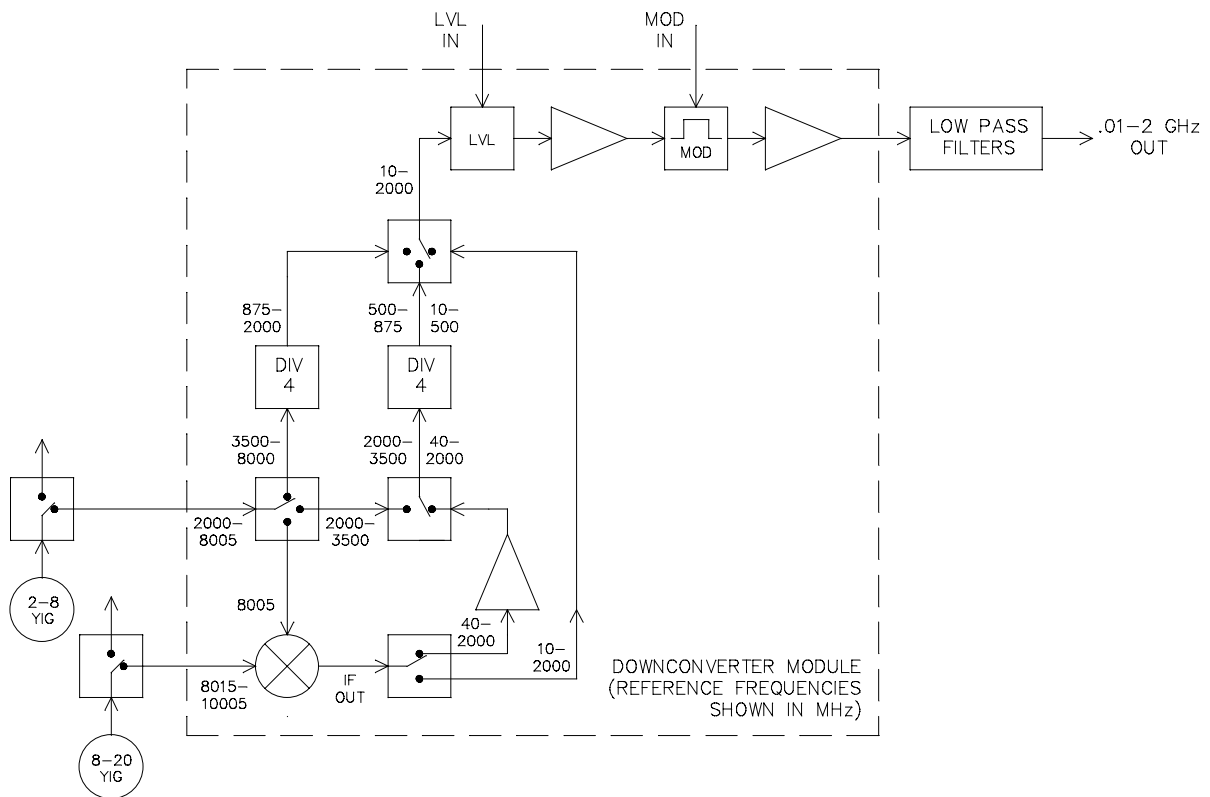 LVL
IN
MOD
IN
LVL
MOD
LOW PASS
FILTERS
.01-2 GHz
OUT
10-
2000
875-
2000
500-
875
10-
500
DIV
4
DIV
4
3500-
8000
2000-
3500
40-
2000
2000-
8005
2000-
3500
2-8
YIG
8005
40-
2000
10-
2000
8015-
10005
IF
OUT
DOWNCONVERTER MODULE
(REFERENCE FREQUENCIES
SHOWN IN MHz)
8-20
YIG